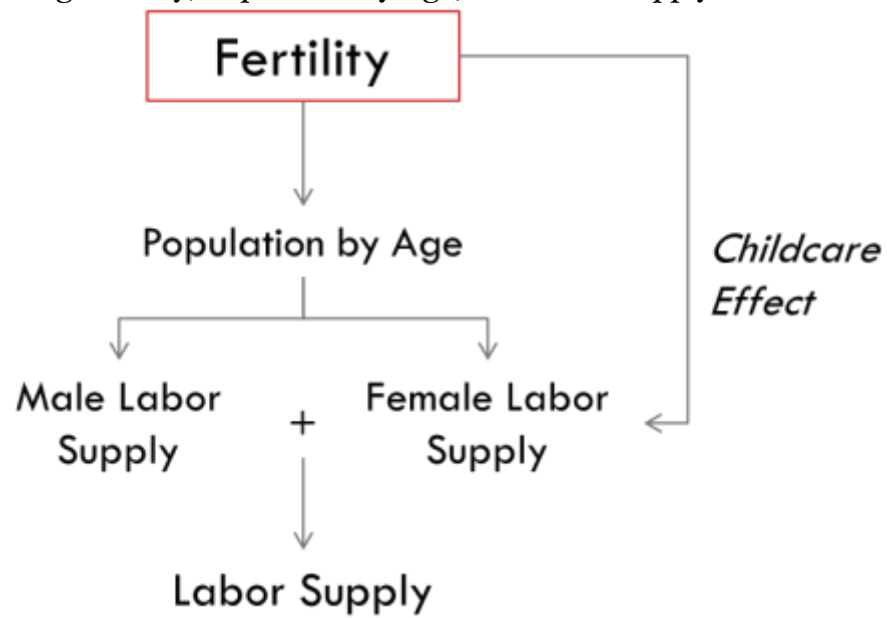 Fertility
Population by Age
Childcare
Effect
Male Labor
Supply
+
Female Labor
Supply
Labor Supply